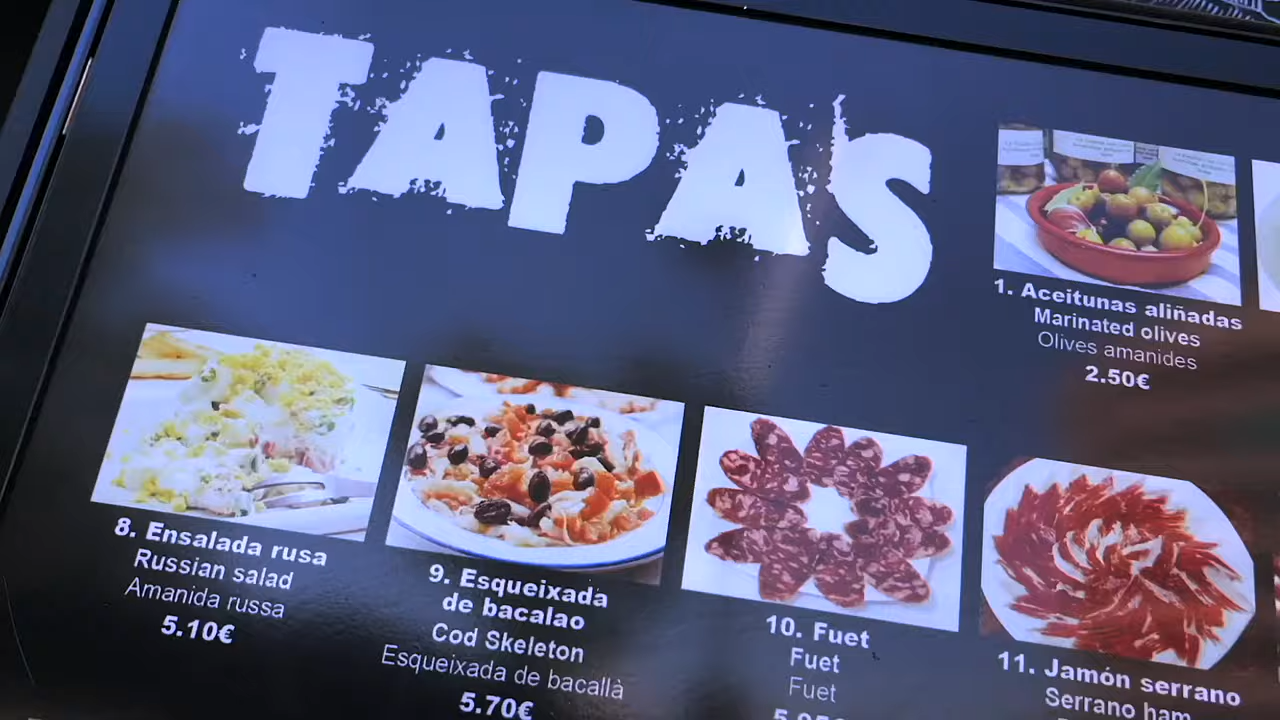 TAPAS
1. Aceitunas aliñadas
Marinated olives
Olives amanides
2.50€
8. Ensalada rusa
Russian salad
Amanida russa
5.10€
9. Esqueixada
de bacalao
Cod Skeleton
Esqueixada de bacallà
5.70€
10. Fuet
Fuet
Fuet
11. Jamón serrano
Serrano ham